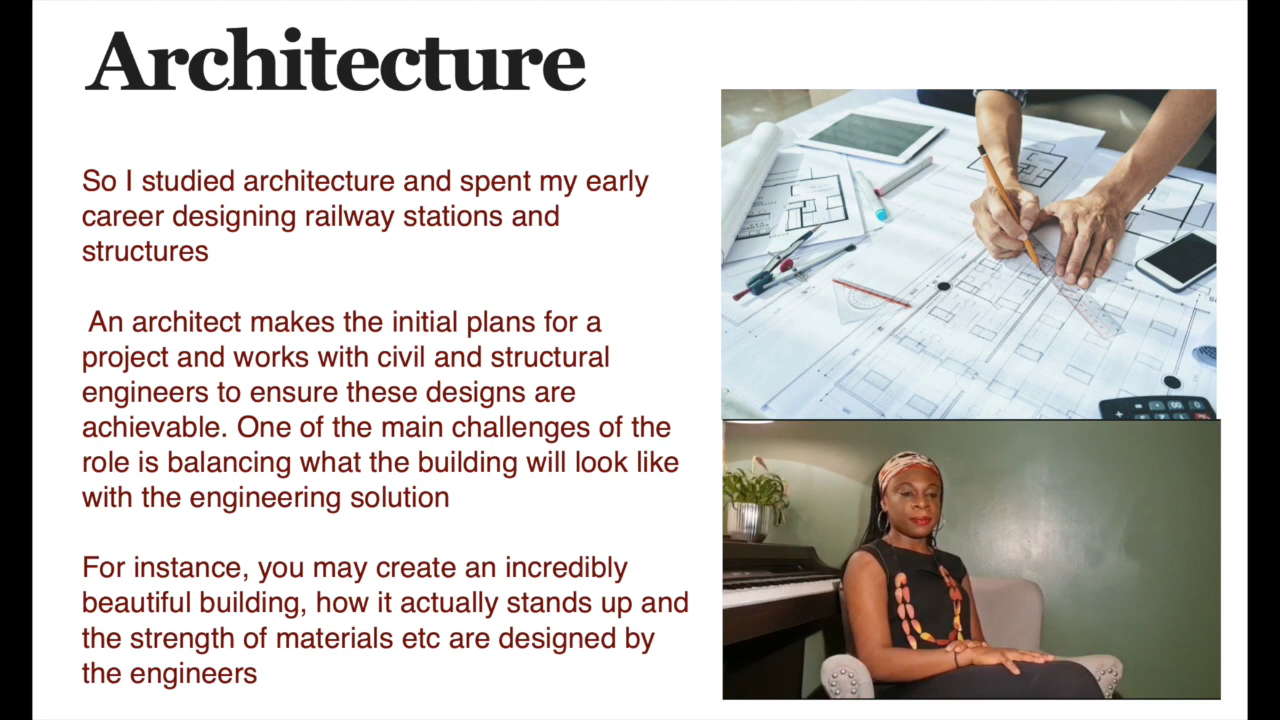 Architecture
So I studied architecture and spent my early
career designing railway stations and
structures
An architect makes the initial plans for a
project and works with civil and structural
engineers to ensure these designs are
achievable. One of the main challenges of the
role is balancing what the building will look like
with the engineering solution
For instance, you may create an incredibly
beautiful building, how it actually stands up and
the strength of materials etc are designed by
the engineers